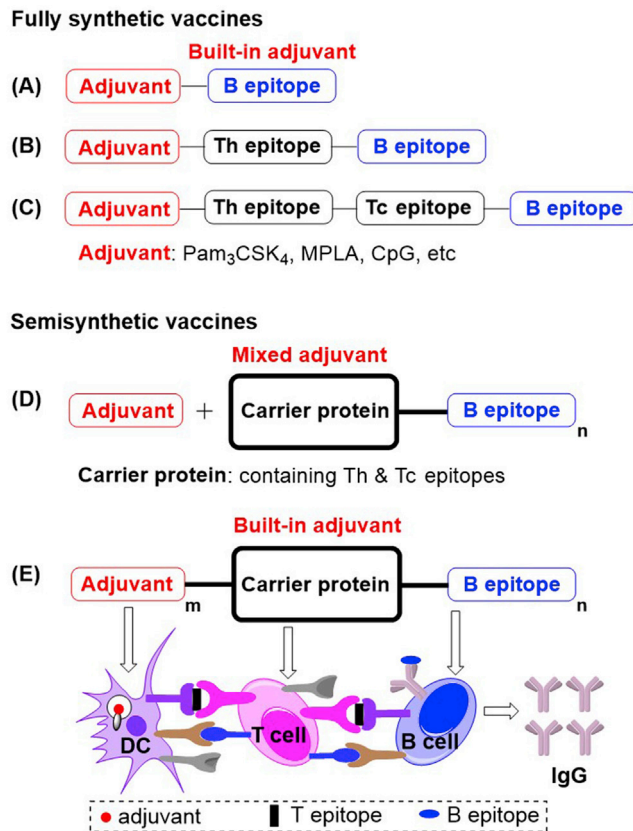 Fully synthetic vaccines
Built-in adjuvant
(A) Adjuvant B epitope
(B) Adjuvant Th epitope B epitope
(C) Adjuvant Th epitope Tc epitope B epitope
Adjuvant: Pam₃CSK₄, MPLA, CpG, etc
Semisynthetic vaccines
Mixed adjuvant
(D) Adjuvant + Carrier protein B epitope n
Carrier protein: containing Th & Tc epitopes
Built-in adjuvant
(E) Adjuvant m Carrier protein B epitope n
DC T cell B cell
IgG
adjuvant T epitope B epitope